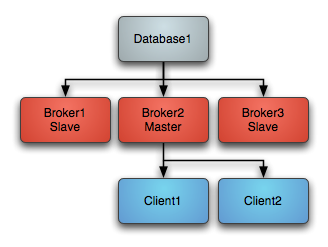 Database1
Broker1
Slave
Broker2
Master
Broker3
Slave
Client1
Client2